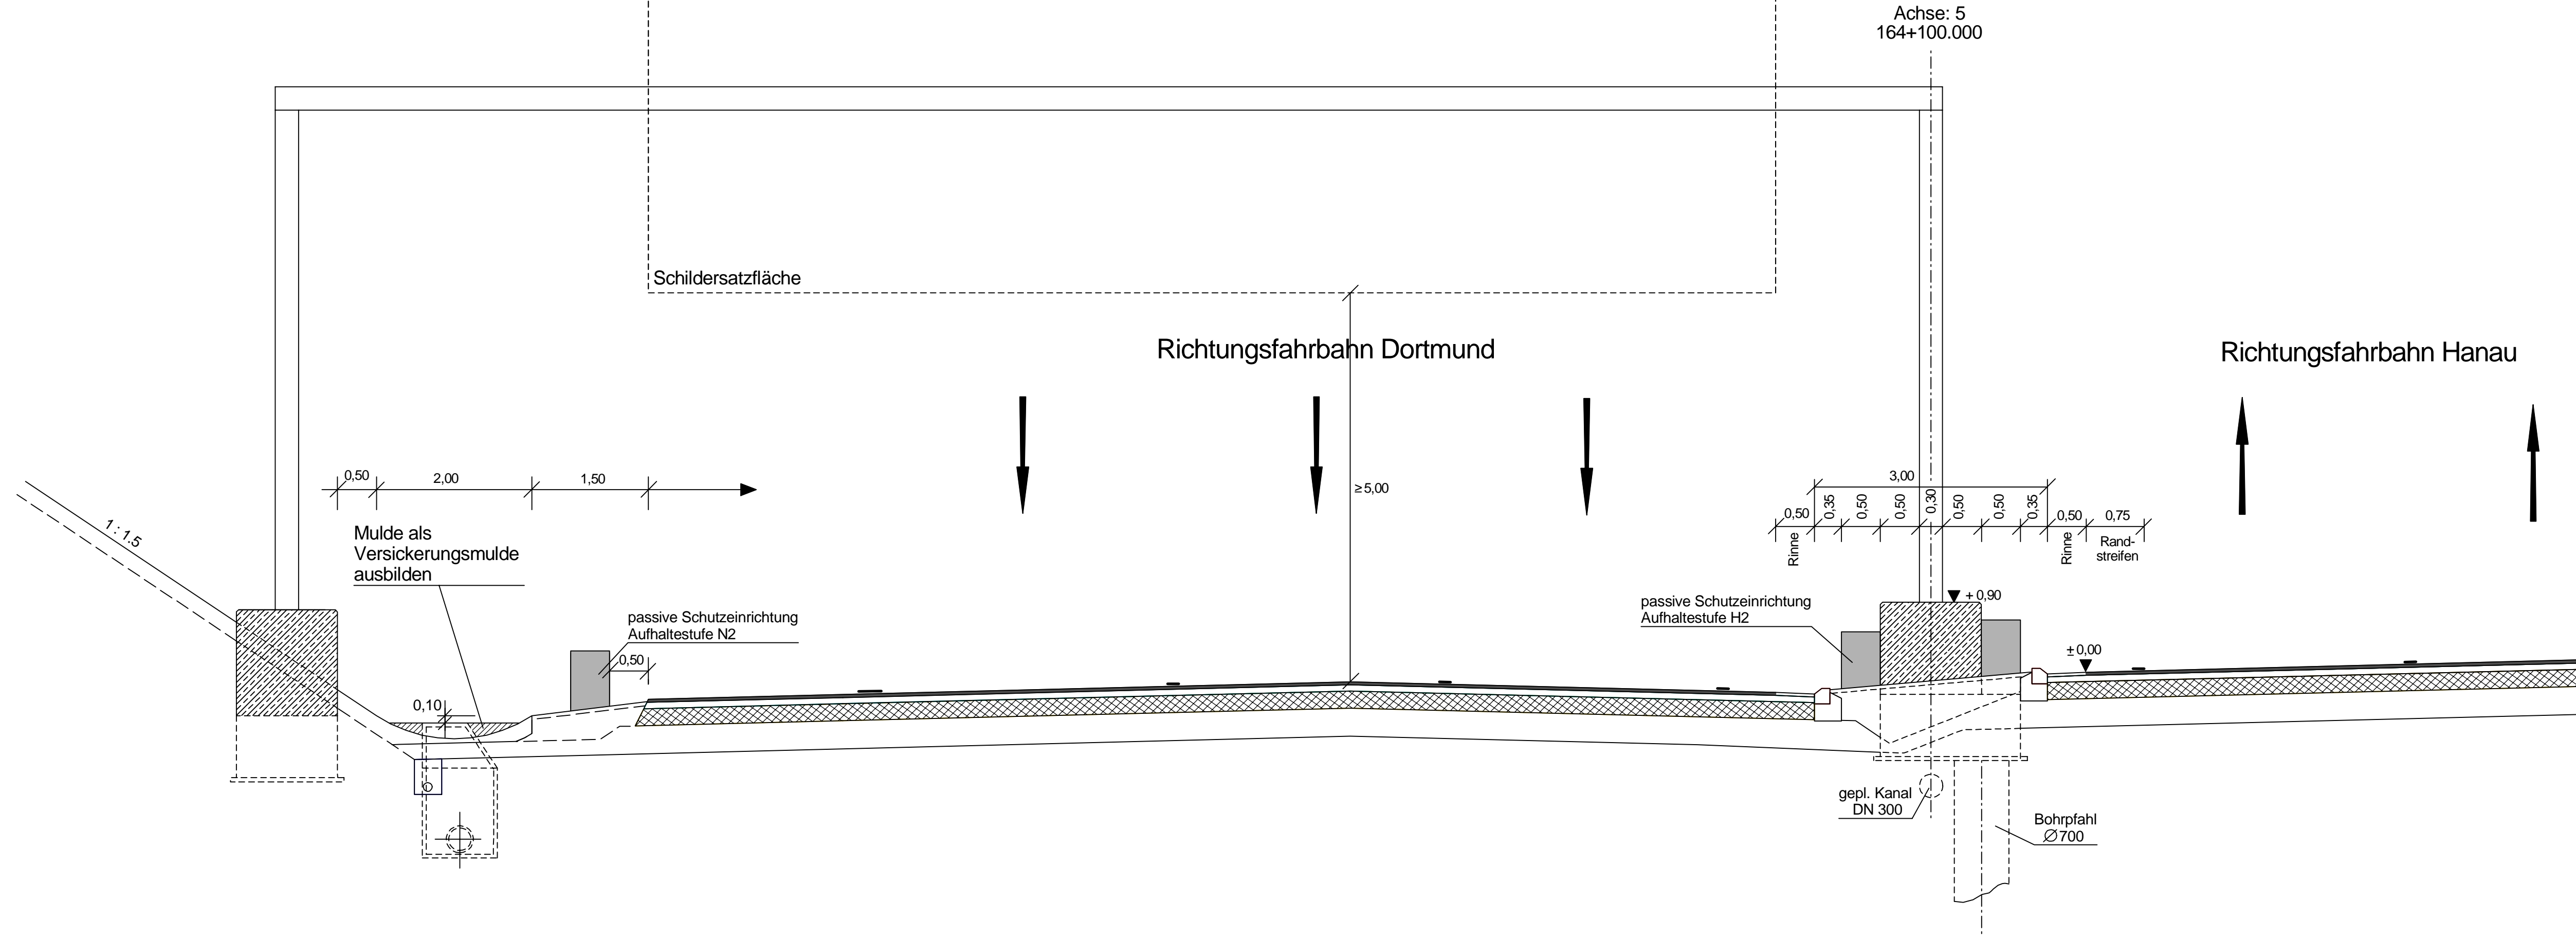 Achse: 5
164+100.000
Schildersatzfläche
Richtungsfahrbahn Dortmund
Richtungsfahrbahn Hanau
0,50
2,00
1,50
≥5,00
3,00
0,50
0,35
0,50
0,50
0,30
0,50
0,50
0,35
0,50
0,75
Rinne
Rinne
Rand-
streifen
1 : 1.5
Mulde als
Versickerungsmulde
ausbilden
passive Schutzeinrichtung
Aufhaltestufe N2
0,50
0,10
passive Schutzeinrichtung
Aufhaltestufe H2
+ 0,90
± 0,00
gepl. Kanal
DN 300
Bohrpfahl
∅700